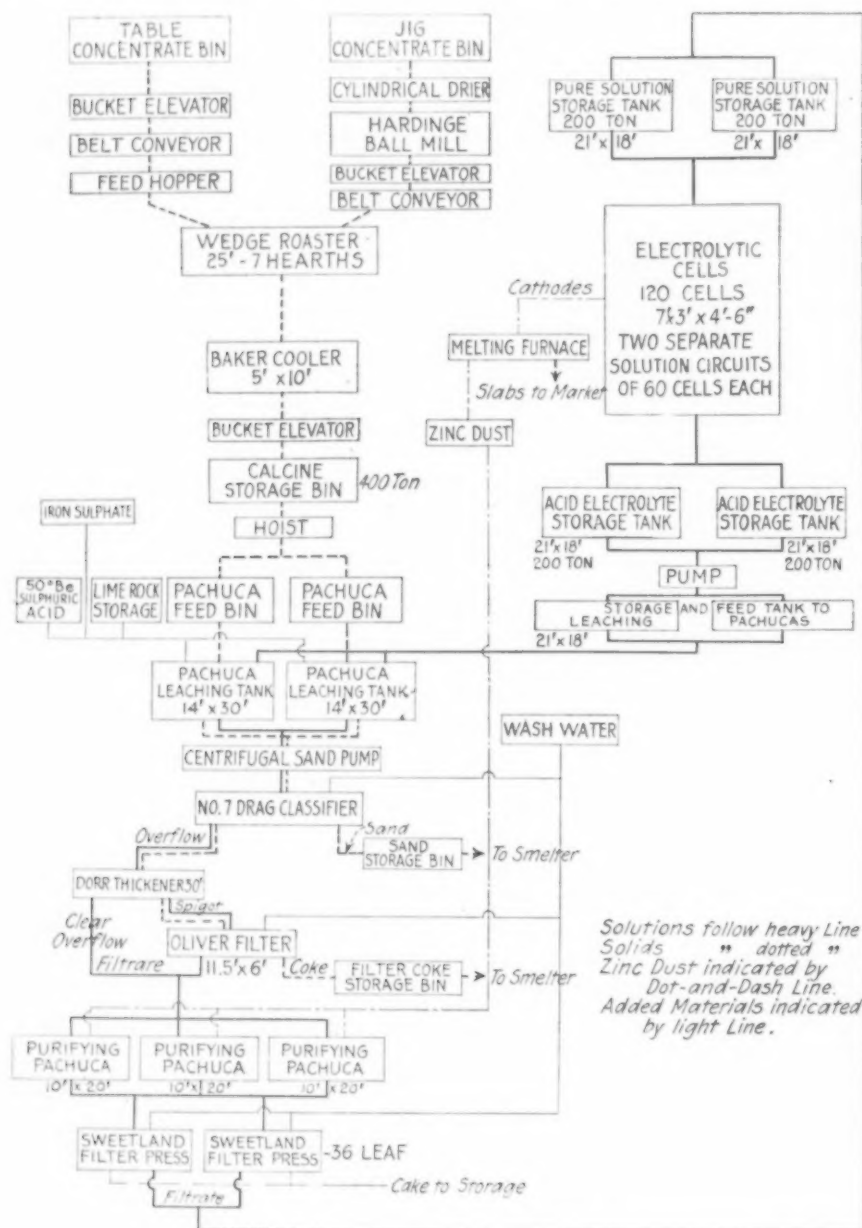 TABLE
CONCENTRATE BIN
BUCKET ELEVATOR
BELT CONVEYOR
FEED HOPPER
JIG
CONCENTRATE BIN
CYLINDRICAL DRIER
HARDINGE
BALL MILL
BUCKET ELEVATOR
BELT CONVEYOR
WEDGE ROASTER
25'-7 HEARTHS
BAKER COOLER
5' x 10'
BUCKET ELEVATOR
CALCINE
STORAGE BIN
400 Ton
HOIST
IRON SULPHATE
50° Be
SULPHURIC
ACID
LIME ROCK
STORAGE
PACHUCA
FEED BIN
PACHUCA
FEED BIN
PACHUCA
LEACHING TANK
14' x 30'
PACHUCA
LEACHING TANK
14' x 30'
CENTRIFUGAL SAND PUMP
NO. 7 DRAG CLASSIFIER
Overflow
Sand
SAND
STORAGE BIN
To Smelter
DORR THICKENER 30'
Spigot
Clear
Overflow
OLIVER FILTER
Filtrare
11.5' x 6'
Coke
FILTER COKE
STORAGE BIN
To Smelter
PURIFYING
PACHUCA
10' x 20'
PURIFYING
PACHUCA
10' x 20'
PURIFYING
PACHUCA
10' x 20'
SWEETLAND
FILTER PRESS
SWEETLAND
FILTER PRESS
-36 LEAF
Cake to Storage
Filtrate
PURE SOLUTION
STORAGE TANK
200 TON
21' x 18'
PURE SOLUTION
STORAGE TANK
200 TON
21' x 18'
ELECTROLYTIC
CELLS
120 CELLS
7'x3' x 4'-6"
TWO SEPARATE
SOLUTION CIRCUITS
OF 60 CELLS EACH
Cathodes
MELTING FURNACE
Slabs to Market
ZINC DUST
ACID ELECTROLYTE
STORAGE TANK
21' x 18'
200 TON
ACID ELECTROLYTE
STORAGE TANK
21' x 18'
200 TON
PUMP
STORAGE AND FEED TANK TO
LEACHING PACHUCAS
21' x 18'
WASH WATER
Solutions follow heavy Line
Solids " dotted "
Zinc Dust indicated by
Dot-and-Dash Line.
Added Materials indicated
by light Line.